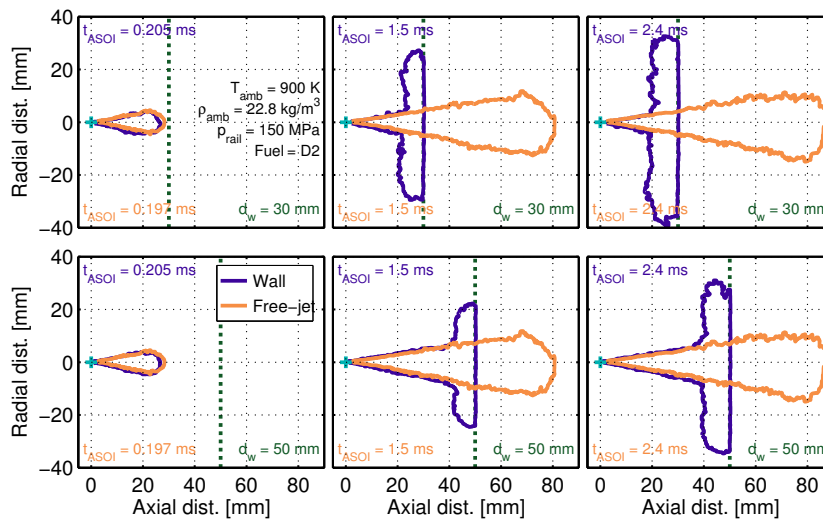 40
20
0
−20
−40
Radial dist. [mm]
t_ASOI = 0.205 ms
T_amb = 900 K
ρ_amb = 22.8 kg/m³
p_rail = 150 MPa
Fuel = D2
t_ASOI = 0.197 ms
d_w = 30 mm
t_ASOI = 1.5 ms
t_ASOI = 1.5 ms
d_w = 30 mm
t_ASOI = 2.4 ms
t_ASOI = 2.4 ms
d_w = 30 mm
40
20
0
−20
−40
Radial dist. [mm]
t_ASOI = 0.205 ms
Wall
Free−jet
t_ASOI = 0.197 ms
d_w = 50 mm
t_ASOI = 1.5 ms
t_ASOI = 1.5 ms
d_w = 50 mm
t_ASOI = 2.4 ms
t_ASOI = 2.4 ms
d_w = 50 mm
0 20 40 60 80
0 20 40 60 80
0 20 40 60 80
Axial dist. [mm]
Axial dist. [mm]
Axial dist. [mm]